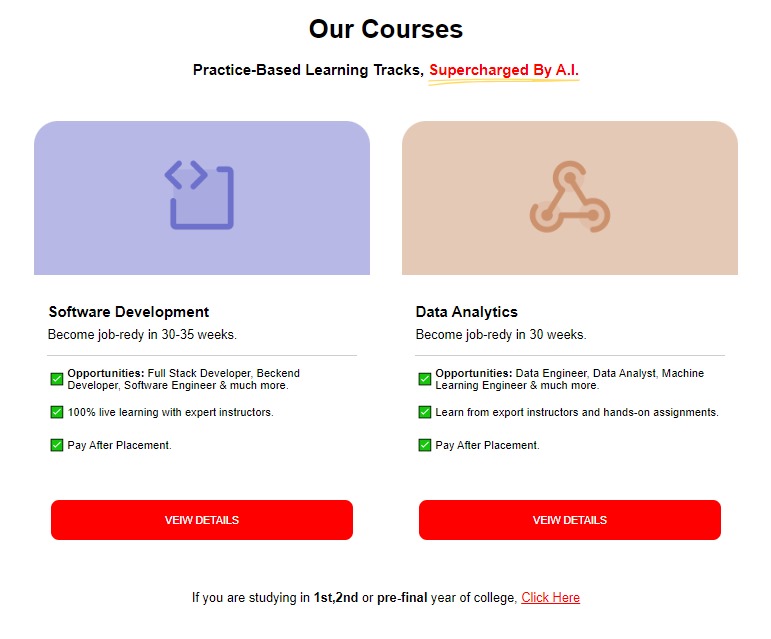 Our Courses
Practice-Based Learning Tracks, Supercharged By A.I.
Software Development
Become job-redy in 30-35 weeks.
Opportunities: Full Stack Developer, Beckend
Developer, Software Engineer & much more.
100% live learning with expert instructors.
Pay After Placement.
VEIW DETAILS
Data Analytics
Become job-redy in 30 weeks.
Opportunities: Data Engineer, Data Analyst, Machine
Learning Engineer & much more.
Learn from export instructors and hands-on assignments.
Pay After Placement.
VEIW DETAILS
If you are studying in 1st,2nd or pre-final year of college, Click Here